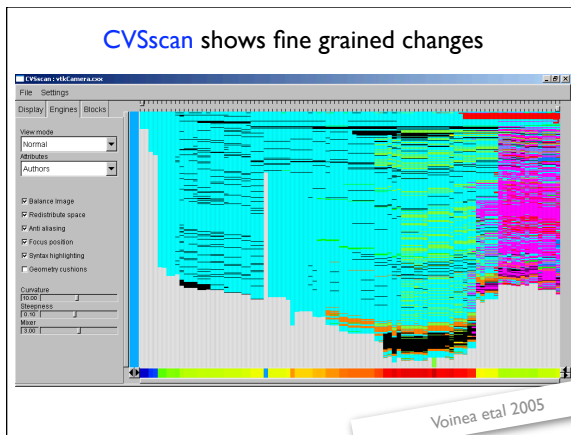 CVSscan shows fine grained changes
CVSscan : vtkCamera.cxx
File Settings
Display Engines Blocks
View mode
Normal
Attributes
Authors
Balance Image
Redistribute space
Anti aliasing
Focus position
Syntax highlighting
Geometry cushions
Curvature
10.00
Steepness
0.10
Mixer
3.00
Voinea etal 2005